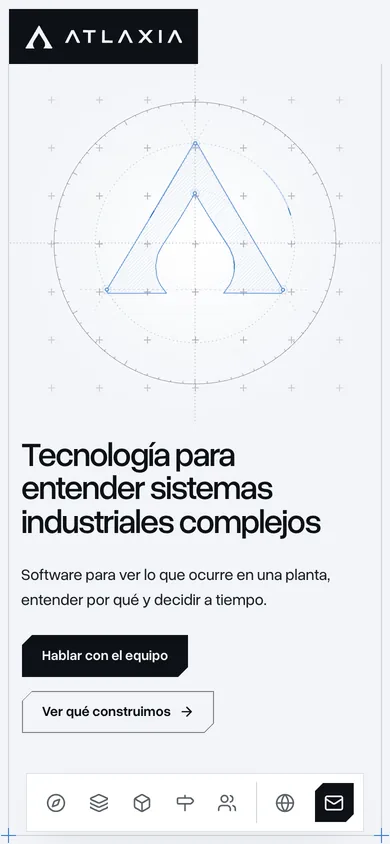 ATLAXIA
Tecnología para
entender sistemas
industriales complejos
Software para ver lo que ocurre en una planta,
entender por qué y decidir a tiempo.
Hablar con el equipo
Ver qué construimos